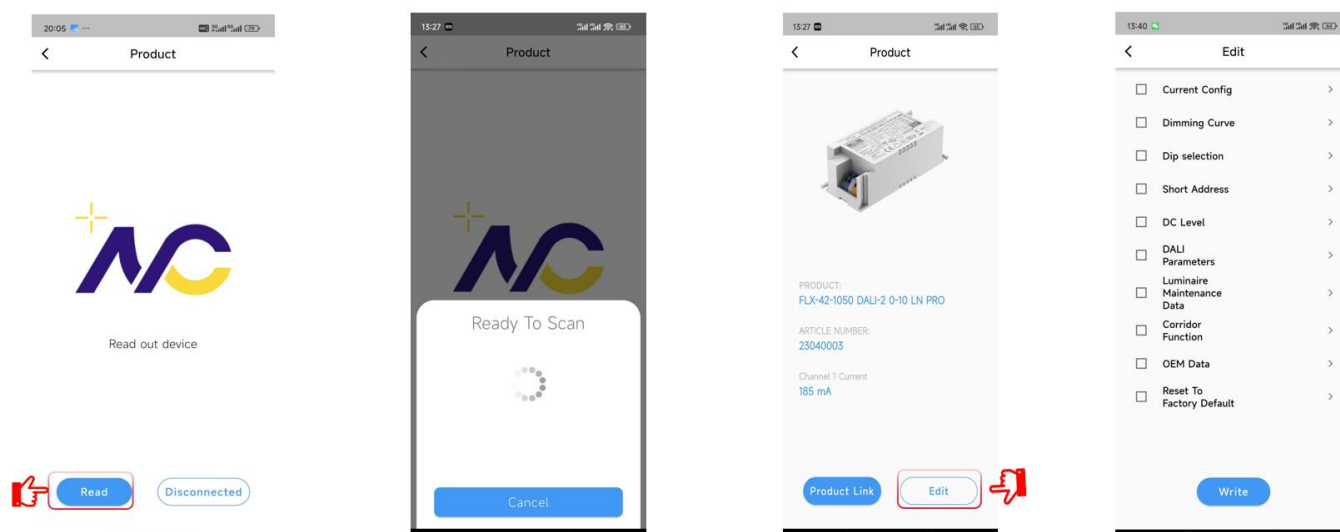 20:05
Product
Read out device
Read
Disconnected
13:27
Product
Ready To Scan
Cancel
13:27
Product
PRODUCT:
FLX-42-1050 DALI-2 0-10 LN PRO
ARTICLE NUMBER:
23040003
Channel 1 Current
185 mA
Product Link
Edit
13:40
Edit
Current Config
Dimming Curve
Dip selection
Short Address
DC Level
DALI
Parameters
Luminaire
Maintenance
Data
Corridor
Function
OEM Data
Reset To
Factory Default
Write